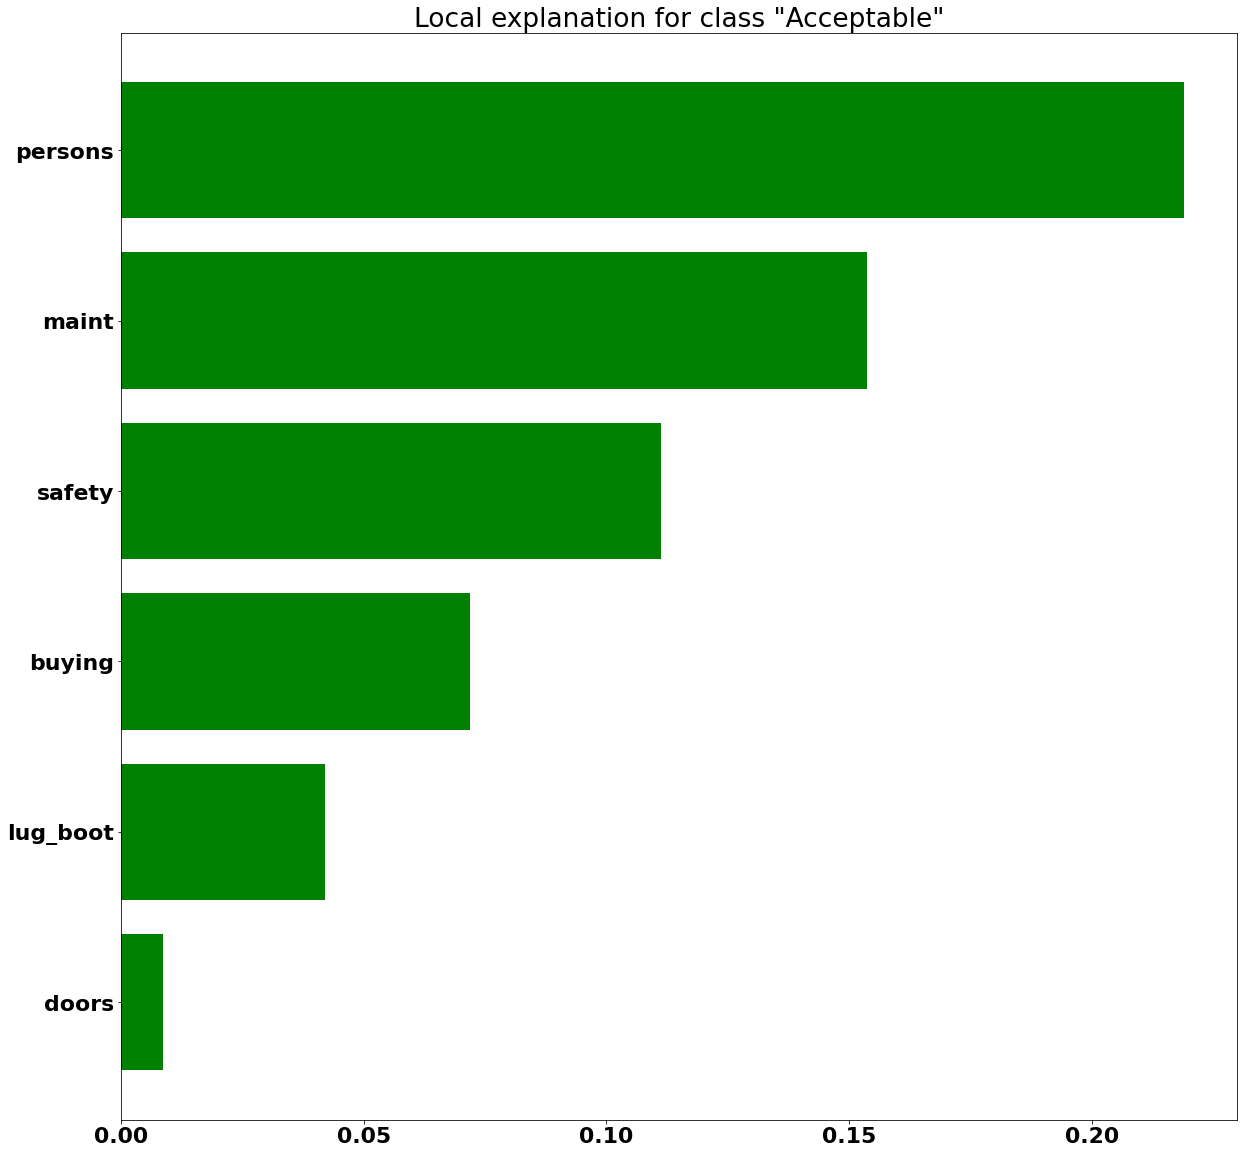 Local explanation for class "Acceptable"
persons
maint
safety
buying
lug_boot
doors
0.00 0.05 0.10 0.15 0.20